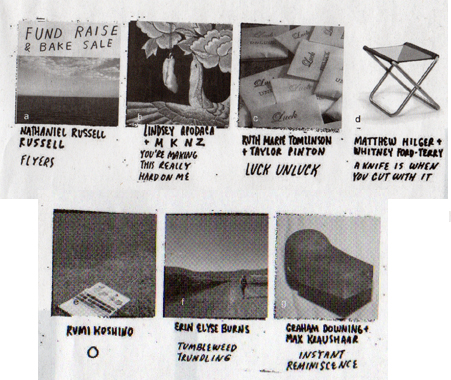 FUND RAISE
& BAKE SALE
a
b
c
d
NATHANIEL RUSSELL
RUSSELL
FLYERS
LINDSEY APODACA
+ M K N Z
YOU'RE MAKING
THIS REALLY
HARD ON ME
Luck
RUTH MARIE TOMLINSON
+ TAYLOR PINTON
LUCK UNLUCK
MATTHEW HILGER +
WHITNEY FORD-TERRY
A KNIFE IS WHEN
YOU CUT WITH IT
e
f
g
RUMI KOSHINO
O
ERIN ELYSE BURNS
TUMBLEWEED
TRUNDLING
GRAHAM DOWNING +
MAX KRAUSHAAR
INSTANT
REMINISCENCE